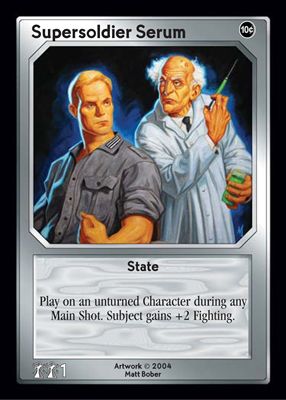 Supersoldier Serum
10¢
State
Play on an unturned Character during any
Main Shot. Subject gains +2 Fighting.
1
Artwork © 2004
Matt Bober